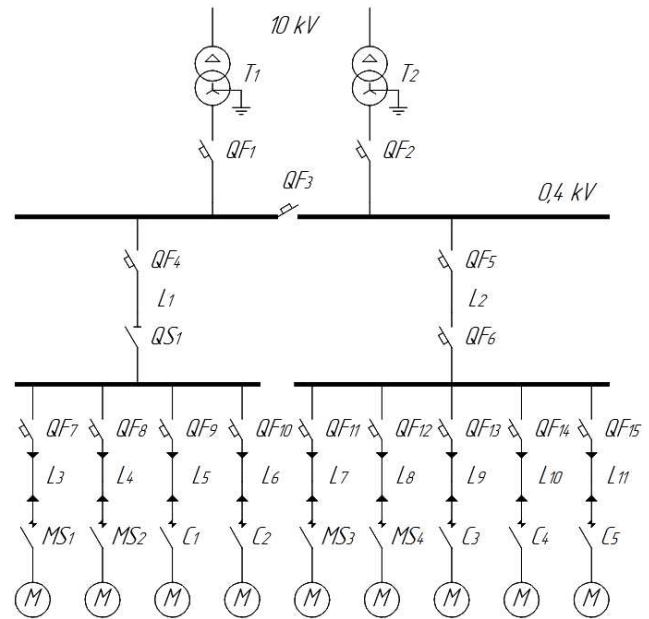 10 kV
T1 T2
QF1 QF2
QF3
0,4 kV
QF4 QF5
L1 L2
QS1 QF6
QF7 QF8 QF9 QF10 QF11 QF12 QF13 QF14 QF15
L3 L4 L5 L6 L7 L8 L9 L10 L11
MS1 MS2 C1 C2 MS3 MS4 C3 C4 C5
M M M M M M M M M